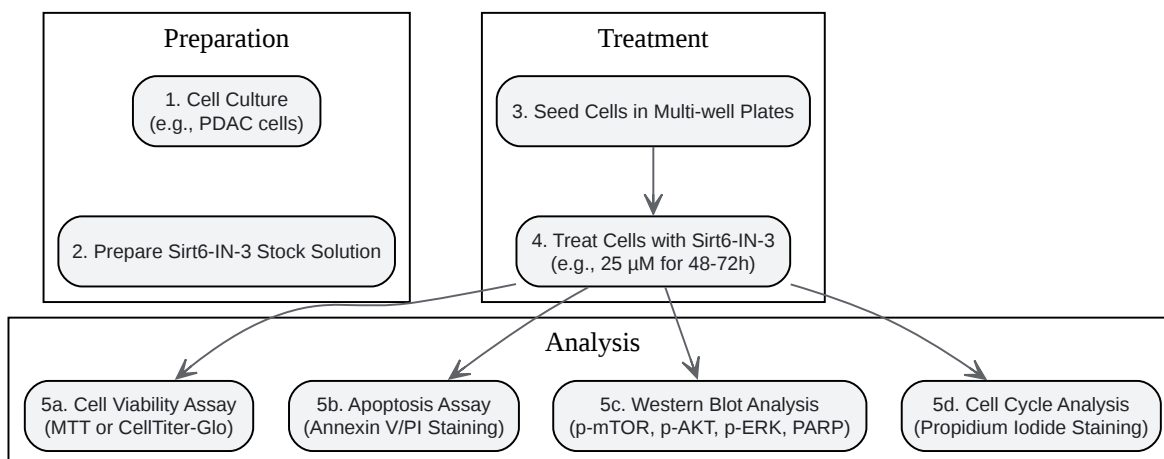 Preparation
Treatment
1. Cell Culture
(e.g., PDAC cells)
3. Seed Cells in Multi-well Plates
2. Prepare Sirt6-IN-3 Stock Solution
4. Treat Cells with Sirt6-IN-3
(e.g., 25 µM for 48-72h)
Analysis
5a. Cell Viability Assay
(MTT or CellTiter-Glo)
5b. Apoptosis Assay
(Annexin V/PI Staining)
5c. Western Blot Analysis
(p-mTOR, p-AKT, p-ERK, PARP)
5d. Cell Cycle Analysis
(Propidium Iodide Staining)